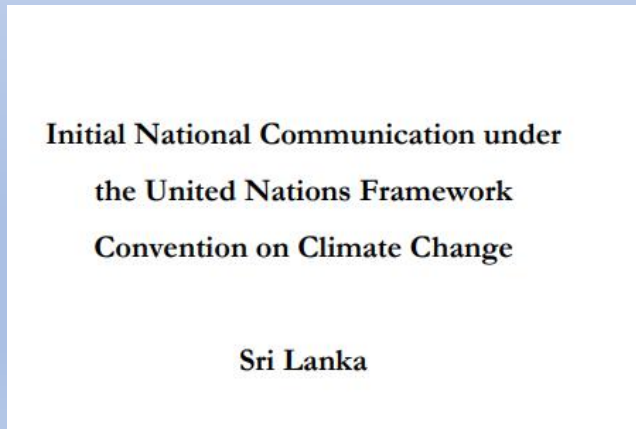 Initial National Communication under
the United Nations Framework
Convention on Climate Change
Sri Lanka